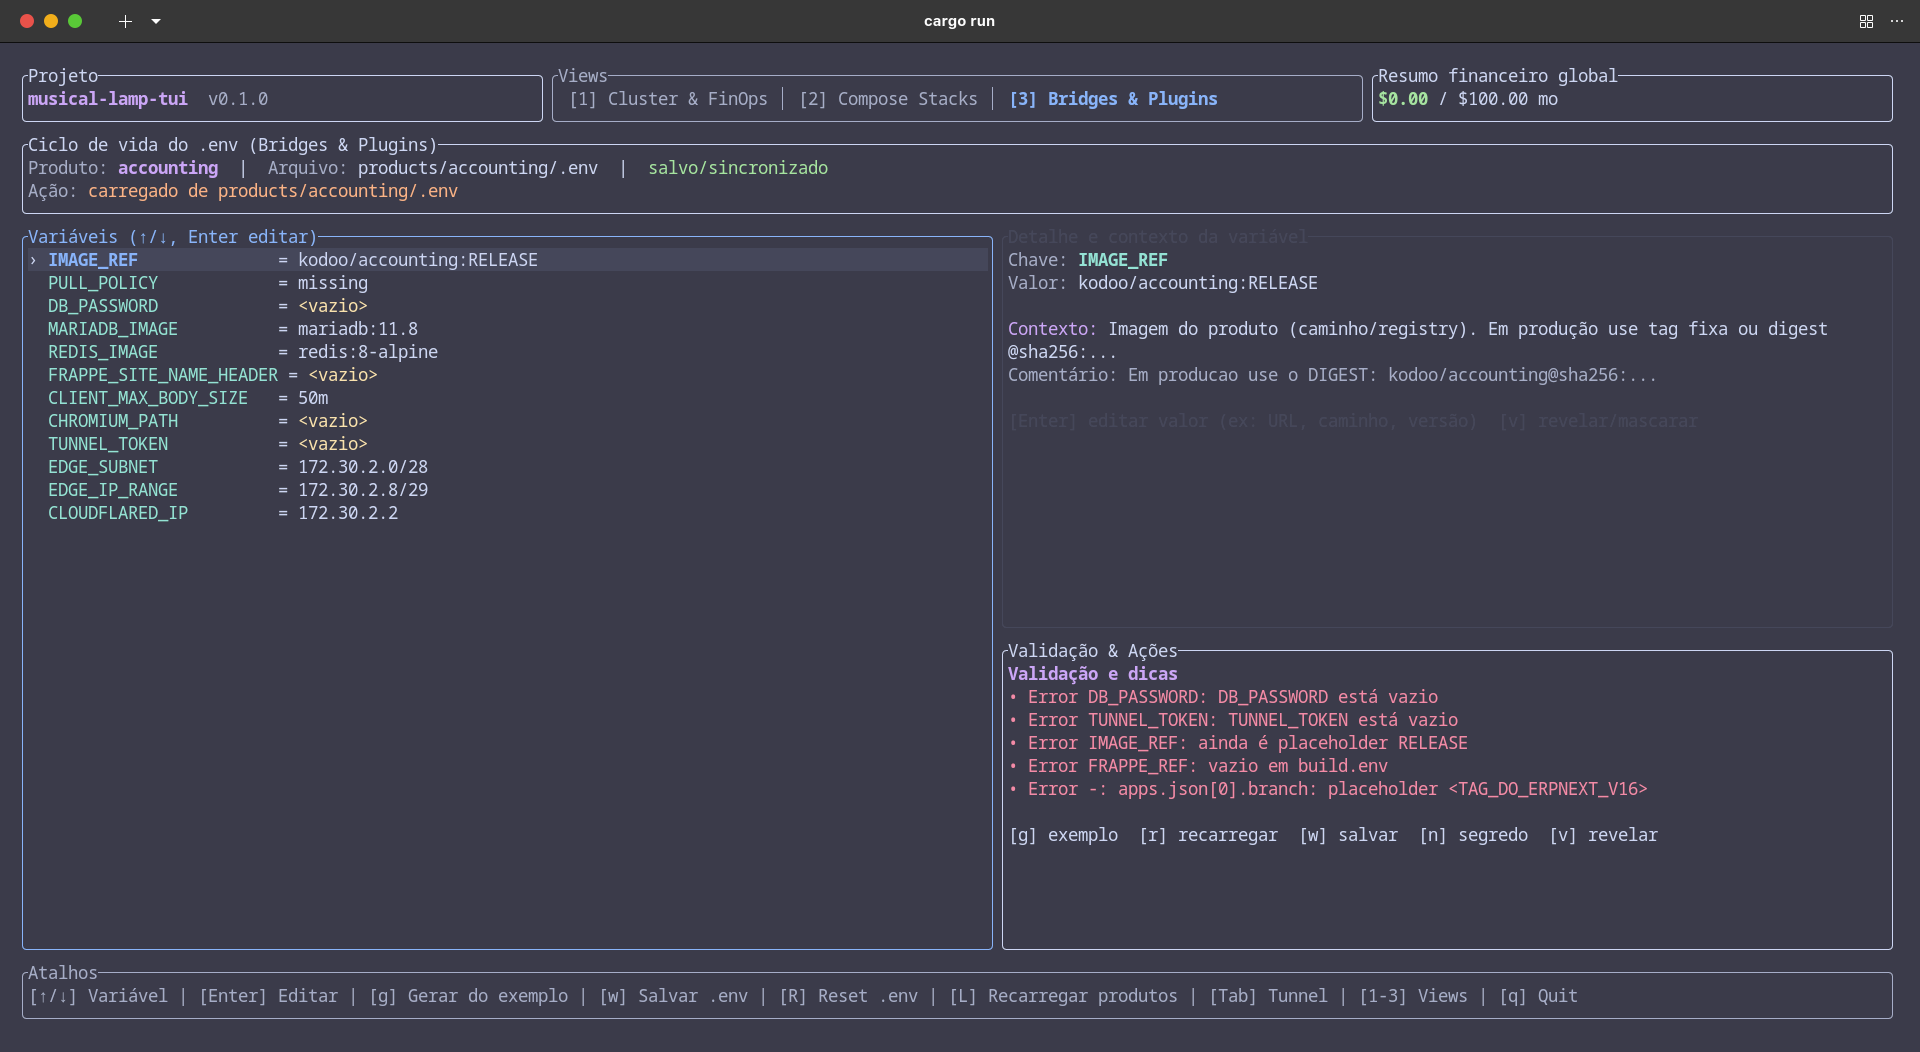 cargo run
Projeto
musical-lamp-tui v0.1.0
Views
[1] Cluster & FinOps │ [2] Compose Stacks │ [3] Bridges & Plugins
Resumo financeiro global
$0.00 / $100.00 mo
Ciclo de vida do .env (Bridges & Plugins)
Produto: accounting | Arquivo: products/accounting/.env | salvo/sincronizado
Ação: carregado de products/accounting/.env
Variáveis (↑/↓, Enter editar)
› IMAGE_REF = kodoo/accounting:RELEASE
PULL_POLICY = missing
DB_PASSWORD = <vazio>
MARIADB_IMAGE = mariadb:11.8
REDIS_IMAGE = redis:8-alpine
FRAPPE_SITE_NAME_HEADER = <vazio>
CLIENT_MAX_BODY_SIZE = 50m
CHROMIUM_PATH = <vazio>
TUNNEL_TOKEN = <vazio>
EDGE_SUBNET = 172.30.2.0/28
EDGE_IP_RANGE = 172.30.2.8/29
CLOUDFLARED_IP = 172.30.2.2
Detalhe e contexto da variável
Chave: IMAGE_REF
Valor: kodoo/accounting:RELEASE
Contexto: Imagem do produto (caminho/registry). Em produção use tag fixa ou digest
@sha256:...
Comentário: Em producao use o DIGEST: kodoo/accounting@sha256:...
[Enter] editar valor (ex: URL, caminho, versão) [v] revelar/mascarar
Validação & Ações
Validação e dicas
• Error DB_PASSWORD: DB_PASSWORD está vazio
• Error TUNNEL_TOKEN: TUNNEL_TOKEN está vazio
• Error IMAGE_REF: ainda é placeholder RELEASE
• Error FRAPPE_REF: vazio em build.env
• Error -: apps.json[0].branch: placeholder <TAG_DO_ERPNEXT_V16>
[g] exemplo [r] recarregar [w] salvar [n] segredo [v] revelar
Atalhos
[↑/↓] Variável | [Enter] Editar | [g] Gerar do exemplo | [w] Salvar .env | [R] Reset .env | [L] Recarregar produtos | [Tab] Tunnel | [1-3] Views | [q] Quit